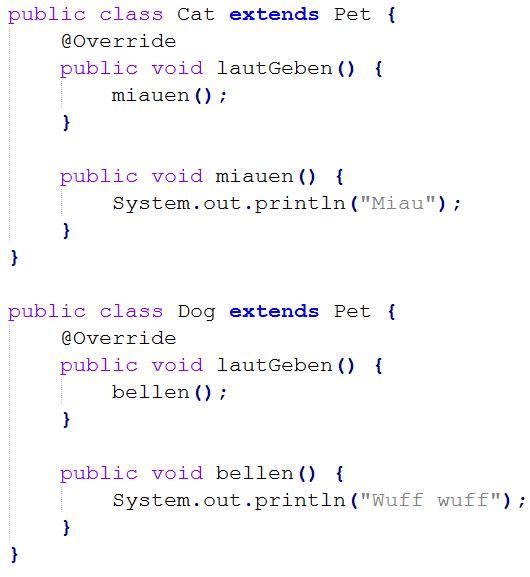 public class Cat extends Pet {
    @Override
    public void lautGeben() {
        miauen();
    }

    public void miauen() {
        System.out.println("Miau");
    }
}

public class Dog extends Pet {
    @Override
    public void lautGeben() {
        bellen();
    }

    public void bellen() {
        System.out.println("Wuff wuff");
    }
}